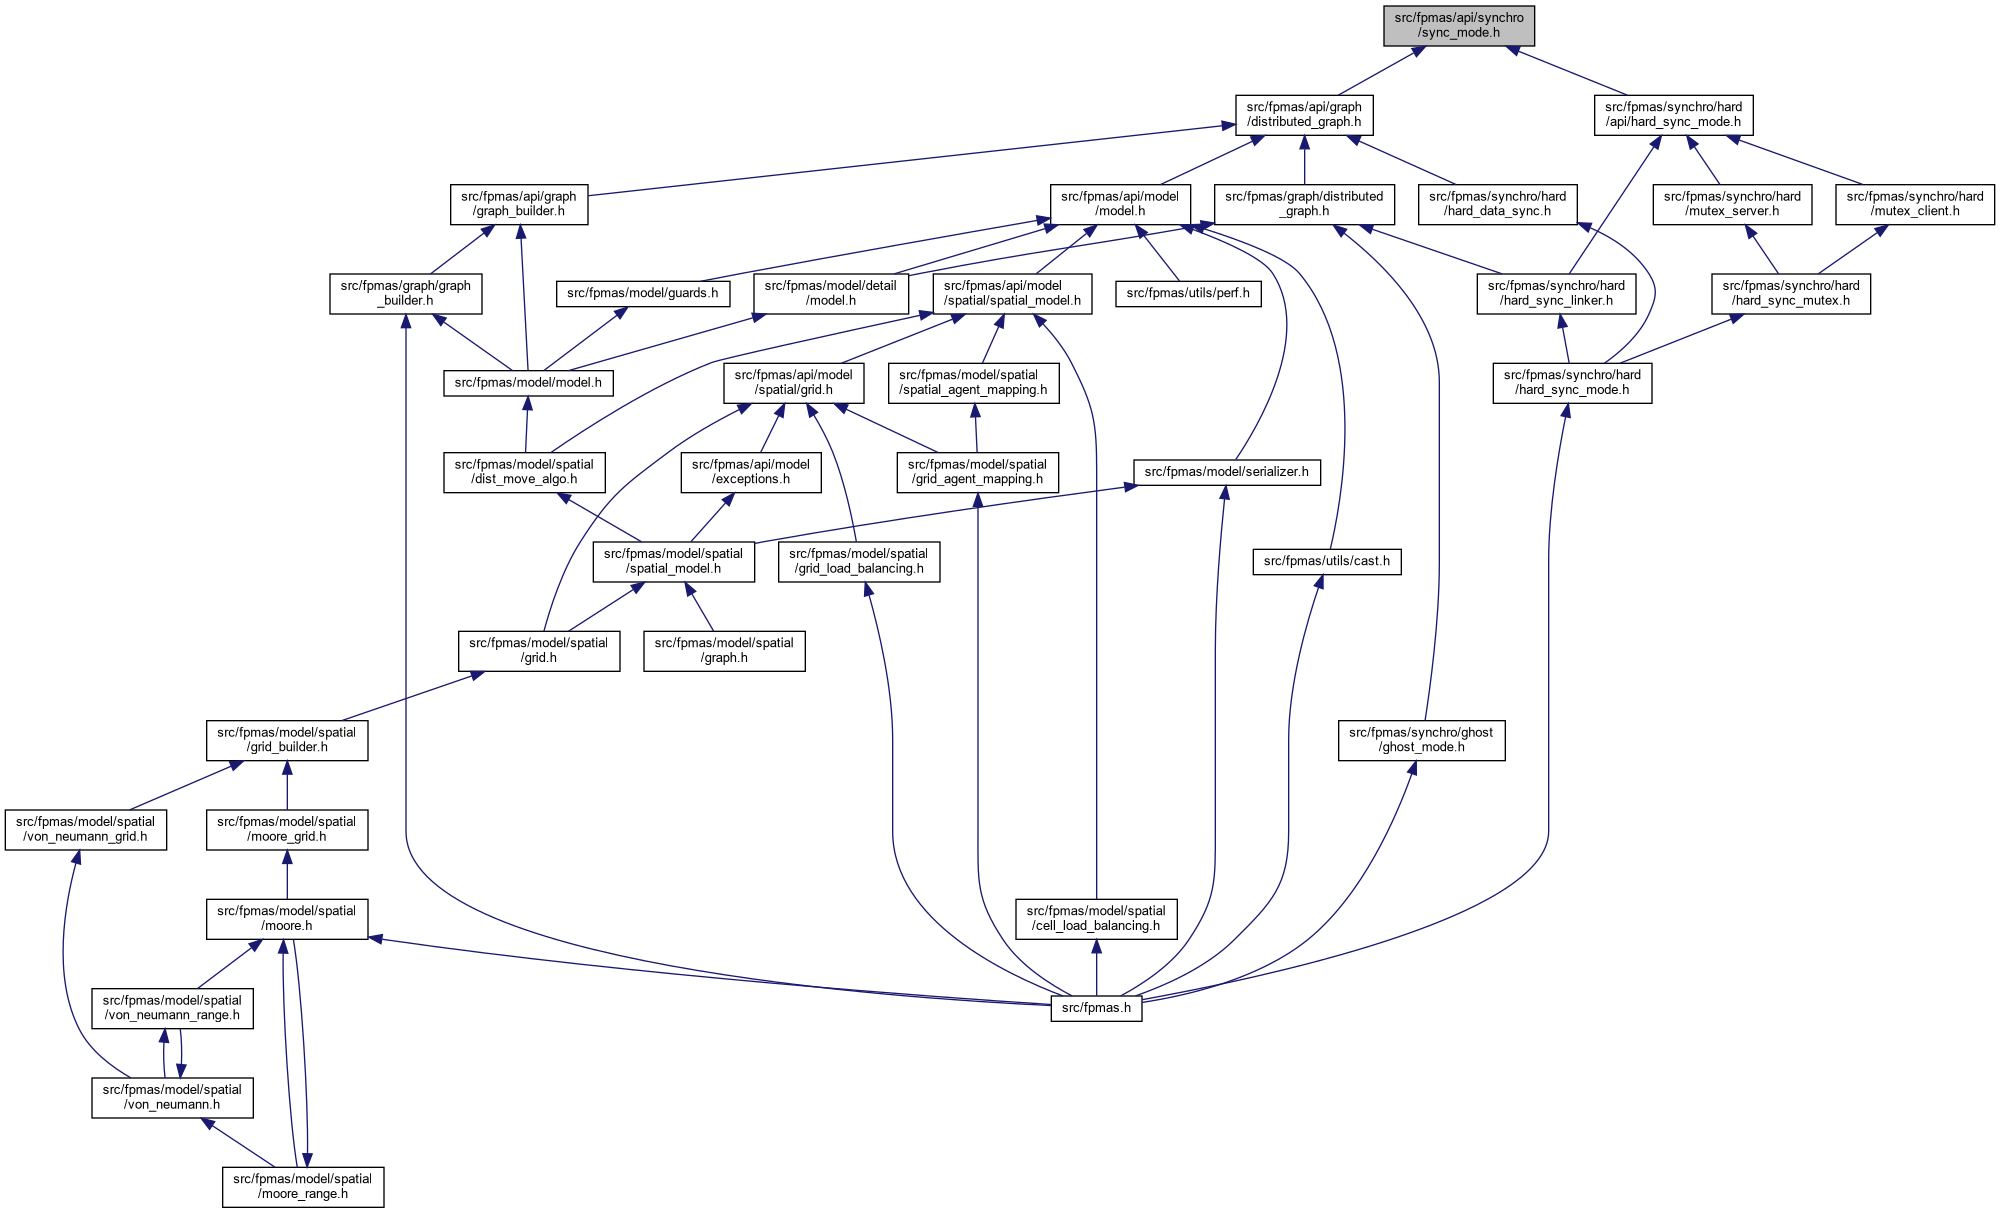 src/fpmas/api/synchro
/sync_mode.h
src/fpmas/api/graph
/distributed_graph.h
src/fpmas/synchro/hard
/api/hard_sync_mode.h
src/fpmas/api/graph
/graph_builder.h
src/fpmas/api/model
/model.h
src/fpmas/graph/distributed
_graph.h
src/fpmas/synchro/hard
/hard_data_sync.h
src/fpmas/synchro/hard
/mutex_server.h
src/fpmas/synchro/hard
/mutex_client.h
src/fpmas/graph/graph
_builder.h
src/fpmas/model/guards.h
src/fpmas/model/detail
/model.h
src/fpmas/api/model
/spatial/spatial_model.h
src/fpmas/utils/perf.h
src/fpmas/synchro/hard
/hard_sync_linker.h
src/fpmas/synchro/hard
/hard_sync_mutex.h
src/fpmas/model/model.h
src/fpmas/api/model
/spatial/grid.h
src/fpmas/model/spatial
/spatial_agent_mapping.h
src/fpmas/synchro/hard
/hard_sync_mode.h
src/fpmas/model/spatial
/dist_move_algo.h
src/fpmas/api/model
/exceptions.h
src/fpmas/model/spatial
/grid_agent_mapping.h
src/fpmas/model/serializer.h
src/fpmas/model/spatial
/spatial_model.h
src/fpmas/model/spatial
/grid_load_balancing.h
src/fpmas/utils/cast.h
src/fpmas/model/spatial
/grid.h
src/fpmas/model/spatial
/graph.h
src/fpmas/model/spatial
/grid_builder.h
src/fpmas/synchro/ghost
/ghost_mode.h
src/fpmas/model/spatial
/von_neumann_grid.h
src/fpmas/model/spatial
/moore_grid.h
src/fpmas/model/spatial
/moore.h
src/fpmas/model/spatial
/cell_load_balancing.h
src/fpmas/model/spatial
/von_neumann_range.h
src/fpmas.h
src/fpmas/model/spatial
/von_neumann.h
src/fpmas/model/spatial
/moore_range.h